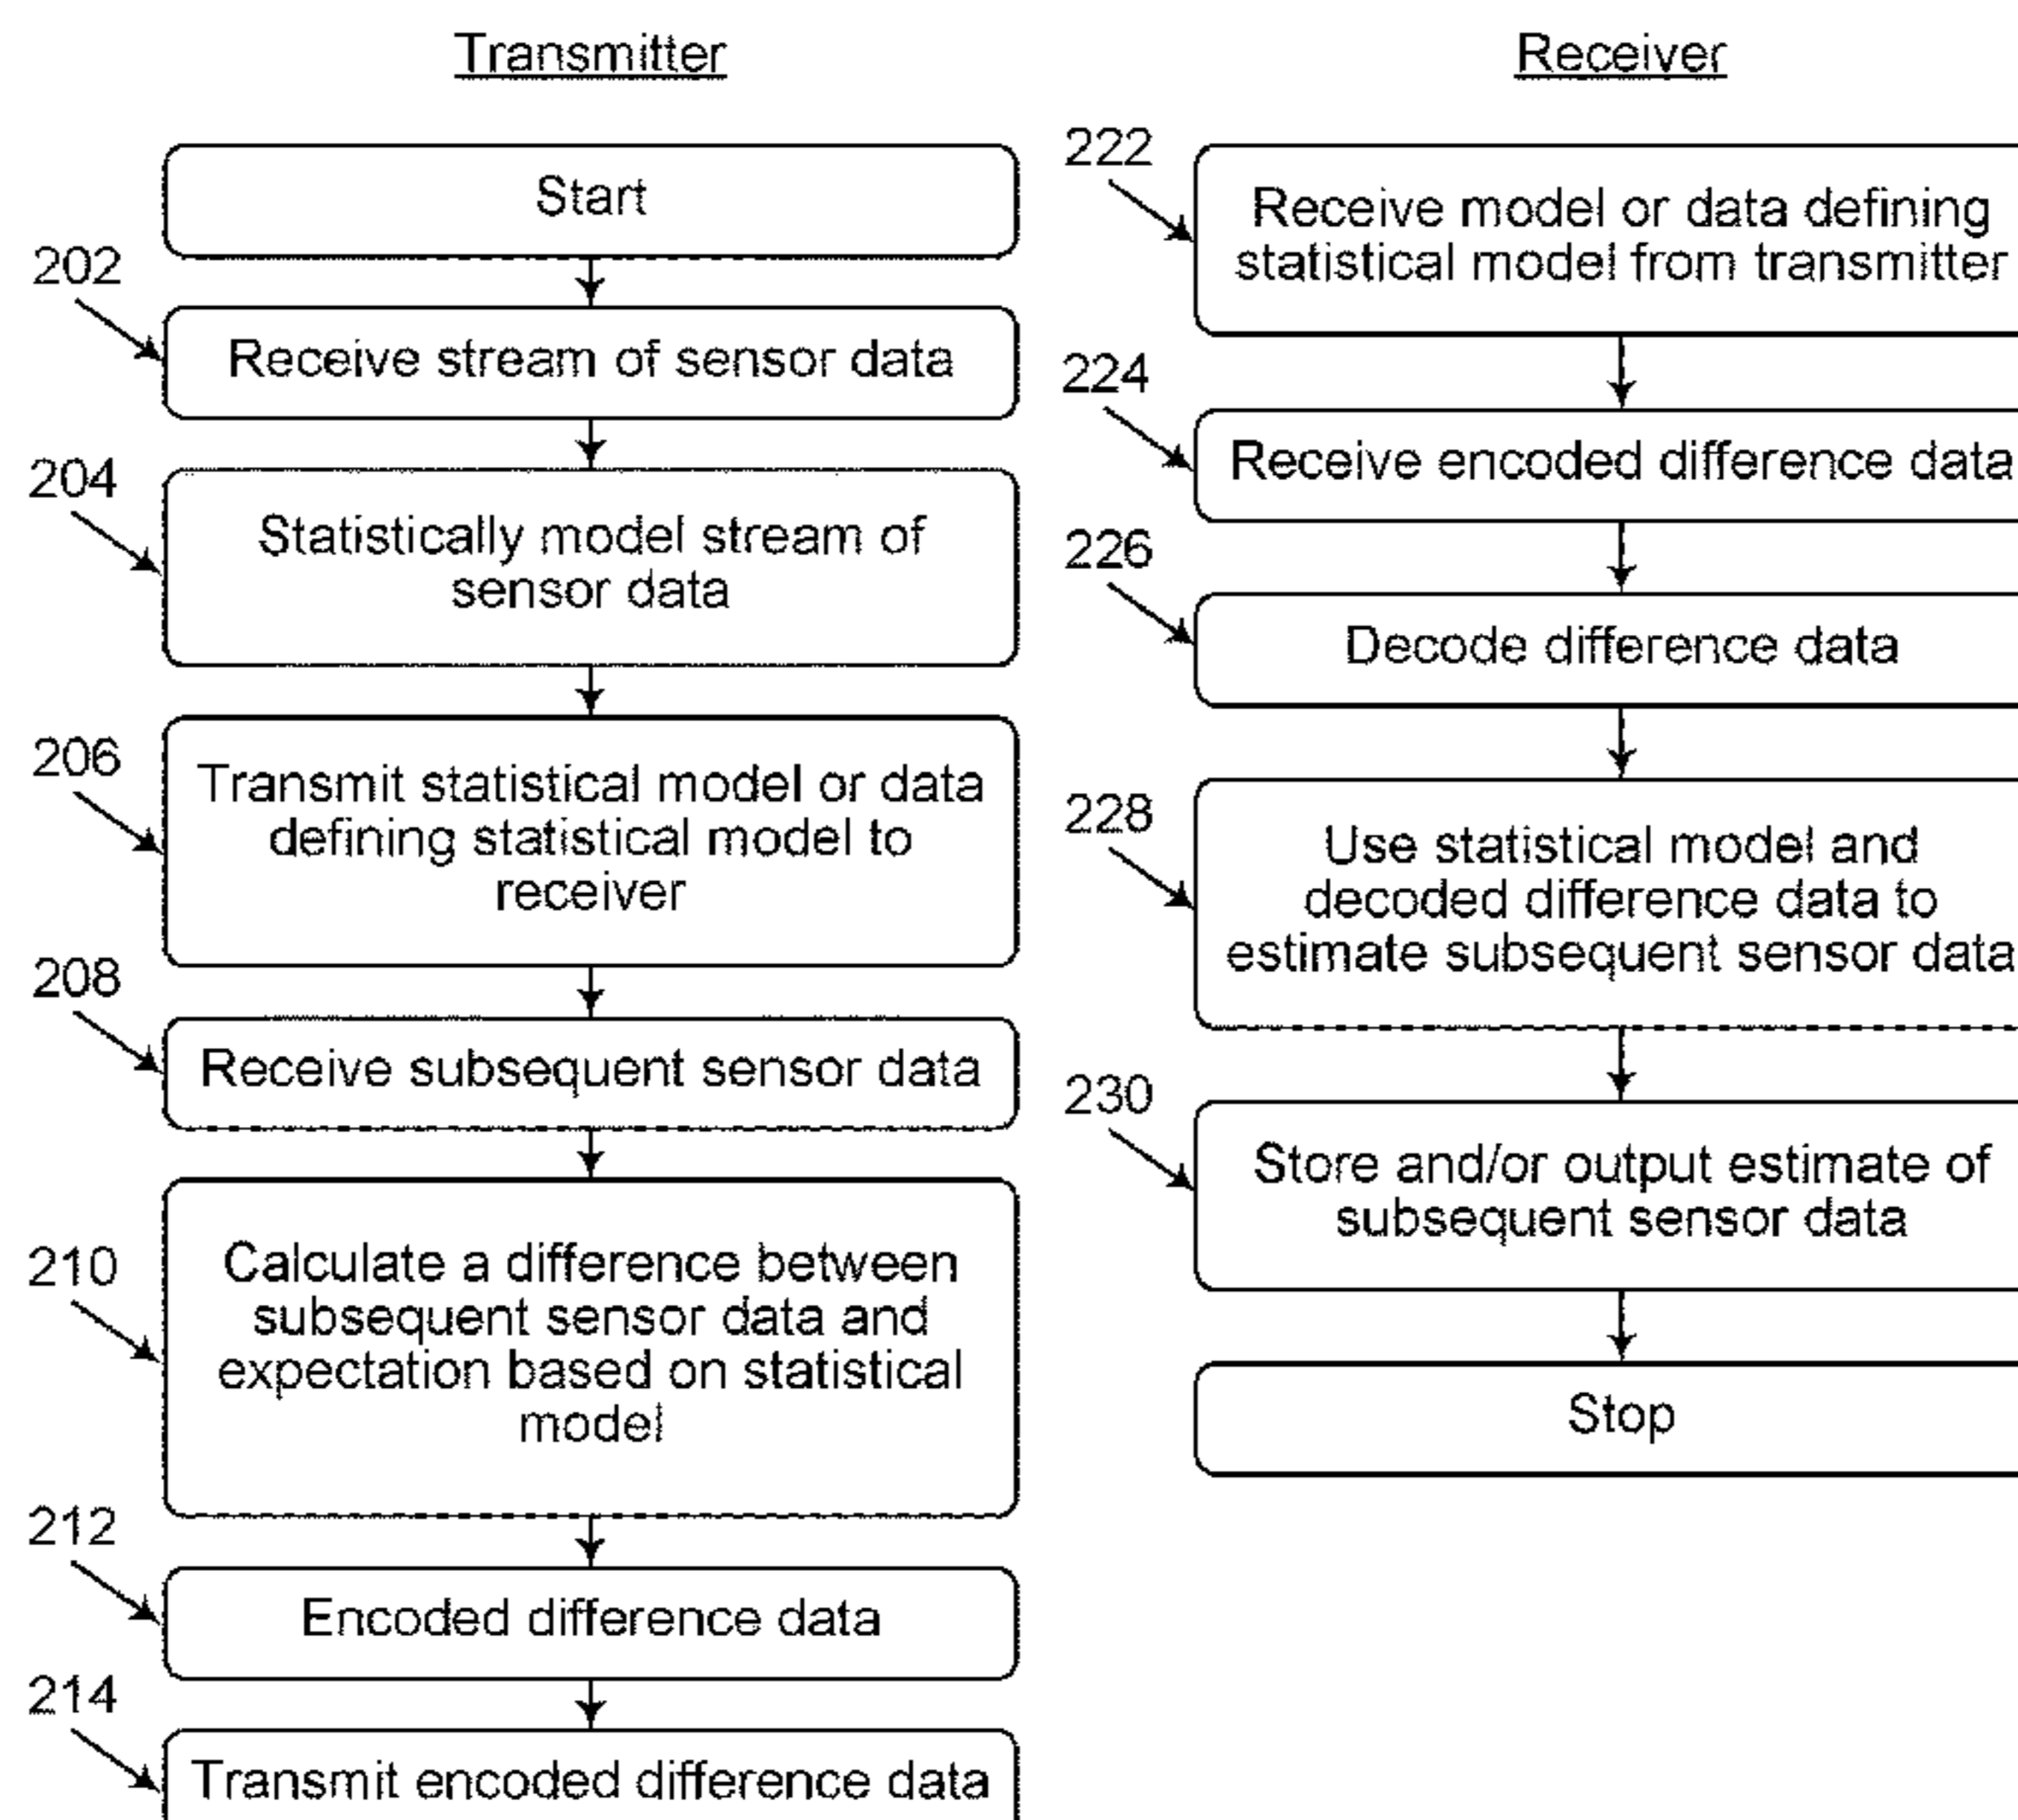 Transmitter
Start
202
Receive stream of sensor data
204
Statistically model stream of
sensor data
206
Transmit statistical model or data
defining statistical model to
receiver
208
Receive subsequent sensor data
210
Calculate a difference between
subsequent sensor data and
expectation based on statistical
model
212
Encoded difference data
214
Transmit encoded difference data
Receiver
222
Receive model or data defining
statistical model from transmitter
224
Receive encoded difference data
226
Decode difference data
228
Use statistical model and
decoded difference data to
estimate subsequent sensor data
230
Store and/or output estimate of
subsequent sensor data
Stop